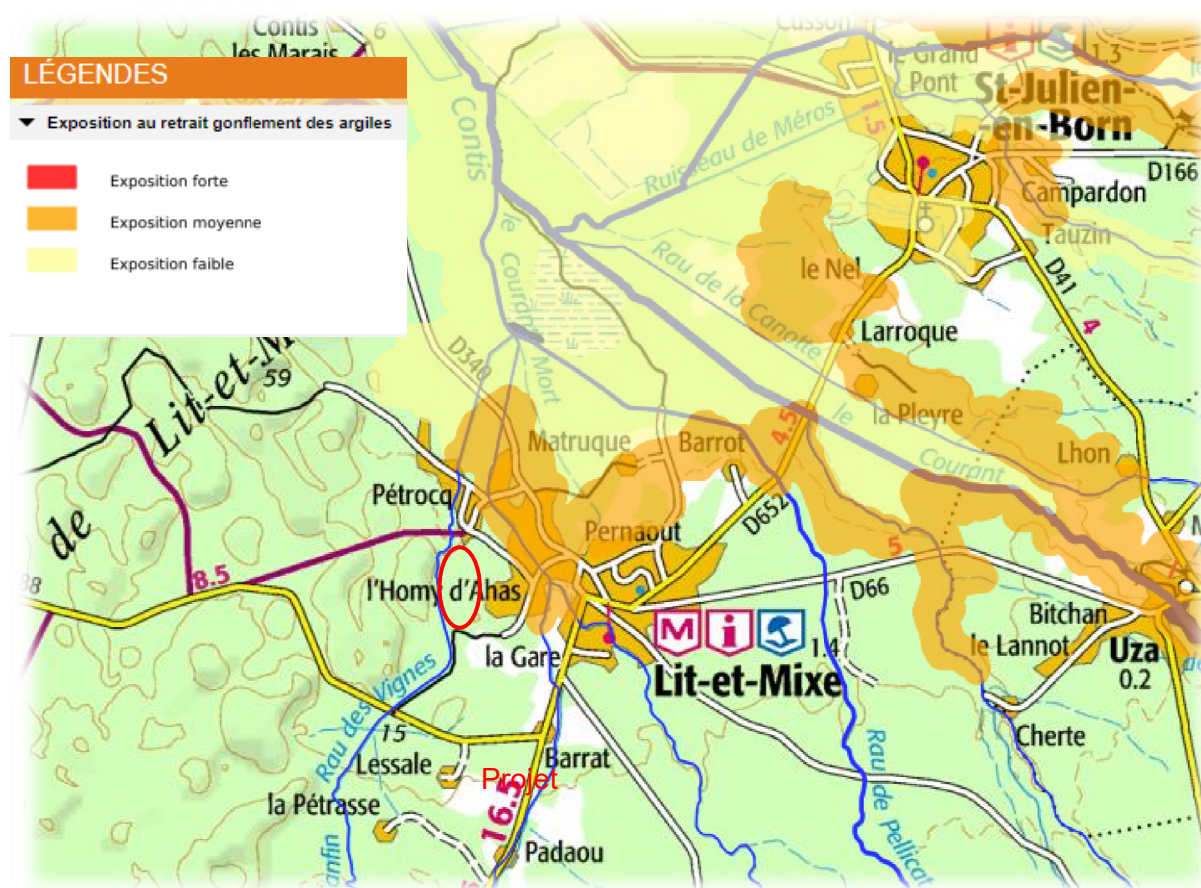 Contis
les Marais
6
LÉGENDES
Exposition au retrait gonflement des argiles
Exposition forte
Exposition moyenne
Exposition faible
Cusson
le Grand
Pont
1.3
St-Julien-
-en-Born
D166
1.5
Contis
Ruisseau de Méros
Campardon
Tauzin
D41
4
le Courant Mort
Rau de la Canotte
le Nel
Larroque
la Pleyre
le Courant
Lhon
D340
Lit-et-M
59
de
Matruque
Barrot
4.5
Pétrocq
Pernaout
D652
5
8.5
l'Homy d'Ahas
D66
Bitchan
le Lannot
Uza
0.2
la Gare
M i
1.4
Lit-et-Mixe
Rau des Vignes
15
Cherte
Lessale
Barrat
Projet
16.5
Rau de Pellicat
la Pétrasse
Padaou
anfin